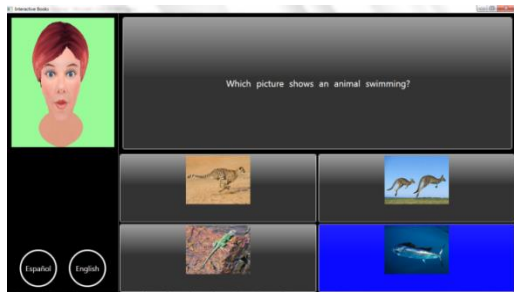 Interactive Books
Which picture shows an animal swimming?
Español
English